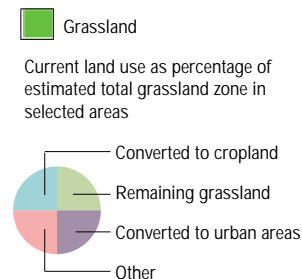 Grassland
Current land use as percentage of
estimated total grassland zone in
selected areas
Converted to cropland
Remaining grassland
Converted to urban areas
Other